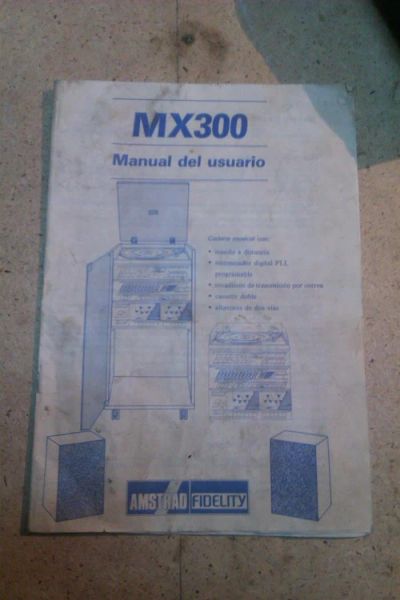 MX300
Manual del usuario
Cadena musical con:
• mando a distancia
• sintonizador digital PLL
programable
• giradiscos de transmisión por correa
• cassette doble
• altavoces de dos vías
AMSTRAD FIDELITY